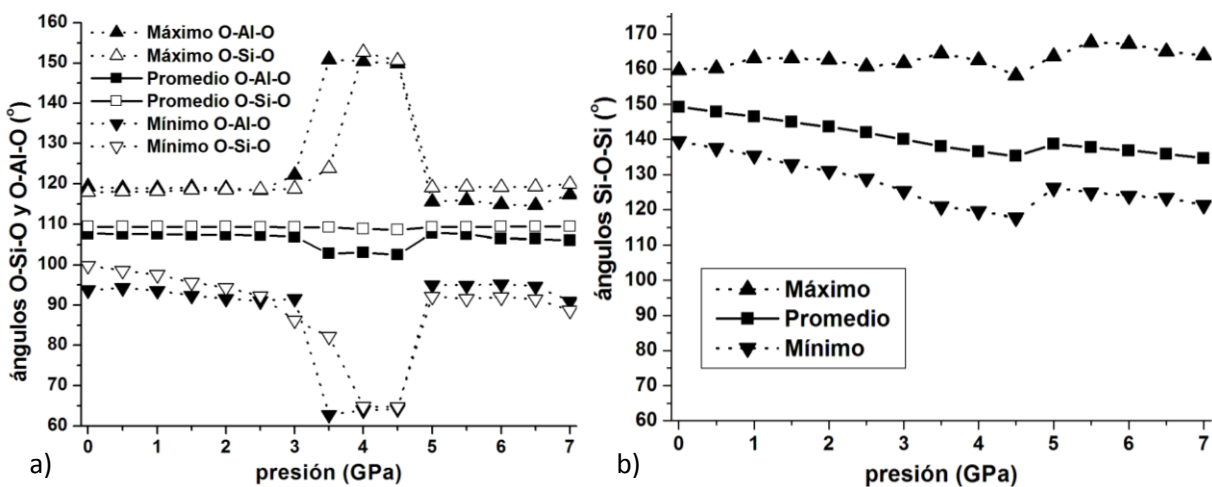 ángulos O-Si-O y O-Al-O (°)
160
150
140
130
120
110
100
90
80
70
60
Máximo O-Al-O
Máximo O-Si-O
Promedio O-Al-O
Promedio O-Si-O
Mínimo O-Al-O
Mínimo O-Si-O
0 1 2 3 4 5 6 7
presión (GPa)
a)
ángulos Si-O-Si (°)
170
160
150
140
130
120
110
100
90
80
70
60
Máximo
Promedio
Mínimo
0 1 2 3 4 5 6 7
presión (GPa)
b)